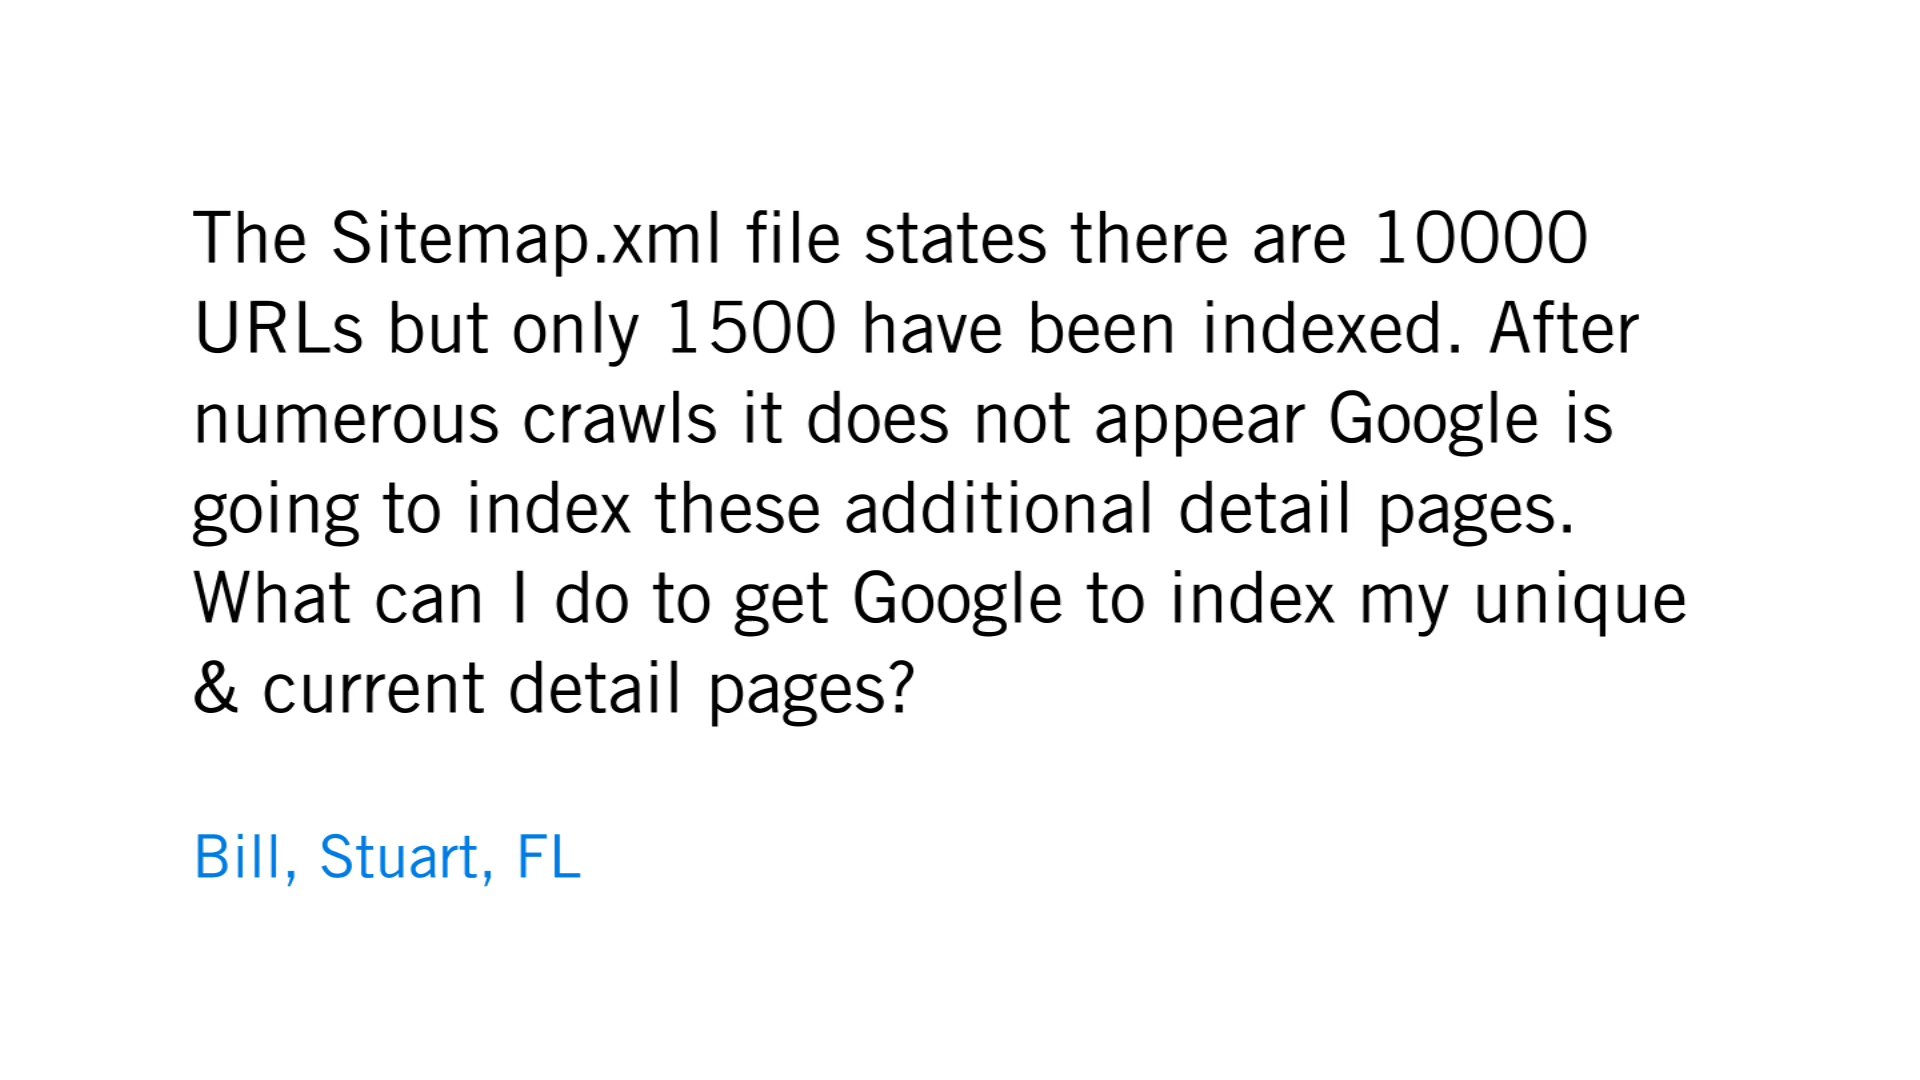 The Sitemap.xml file states there are 10000
URLs but only 1500 have been indexed. After
numerous crawls it does not appear Google is
going to index these additional detail pages.
What can I do to get Google to index my unique
& current detail pages?
Bill, Stuart, FL